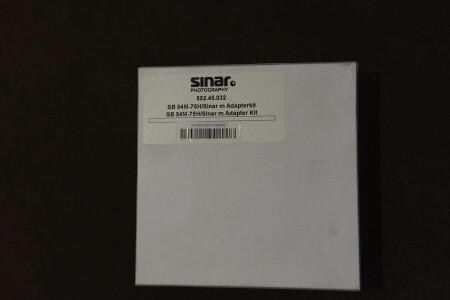 sinar
PHOTOGRAPHY
552.45.032
SB 54M-75H/Sinar m Adapterkit
SB 54M-75H/Sinar m Adapter Kit